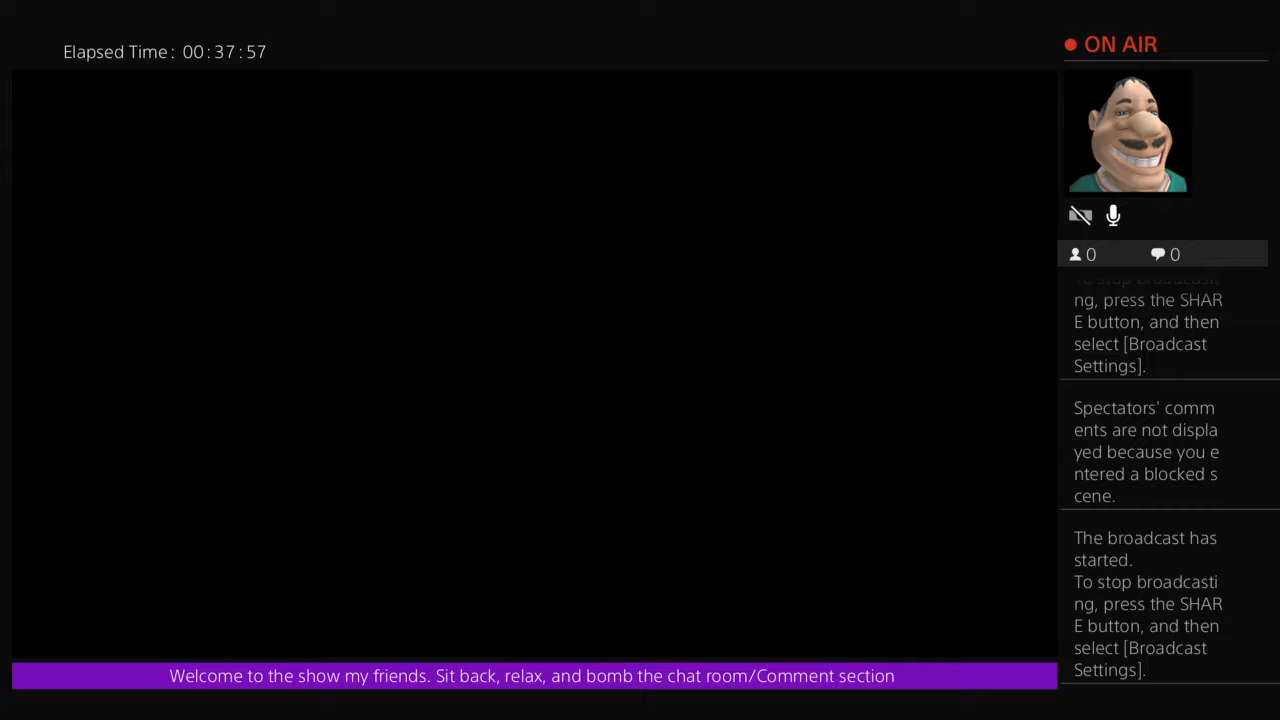 Elapsed Time: 00:37:57
ON AIR
0
0
To stop broadcasti
ng, press the SHAR
E button, and then
select [Broadcast
Settings].
Spectators' comm
ents are not displa
yed because you e
ntered a blocked s
cene.
The broadcast has
started.
To stop broadcasti
ng, press the SHAR
E button, and then
select [Broadcast
Settings].
Welcome to the show my friends. Sit back, relax, and bomb the chat room/Comment section